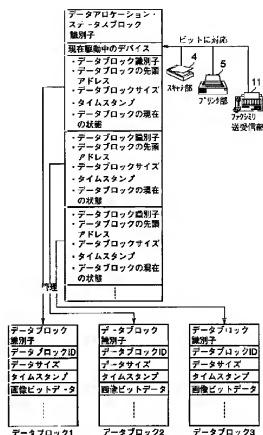 データアロケーション・
ステータスブロック
識別子
現在駆動中のデバイス
・データブロック識別子
・データブロックの先頭
アドレス
・データブロックサイズ
・タイムスタンプ
・データブロックの現在
の状態
・データブロック識別子
・データブロックの先頭
アドレス
・データブロックサイズ
・タイムスタンプ
・データブロックの現在
の状態
・データブロック識別子
・データブロックの先頭
アドレス
・データブロックサイズ
・タイムスタンプ
・データブロックの現在
の状態
ビットに対応
4
スキャナ部
5
プリンタ部
11
ファクシミリ
送受信部
管理
データブロック
識別子
データブロックID
データサイズ
タイムスタンプ
画像ビットデータ
データブロック1
データブロック
識別子
データブロックID
データサイズ
タイムスタンプ
画像ビットデータ
データブロック2
データブロック
識別子
データブロックID
データサイズ
タイムスタンプ
画像ビットデータ
データブロック3